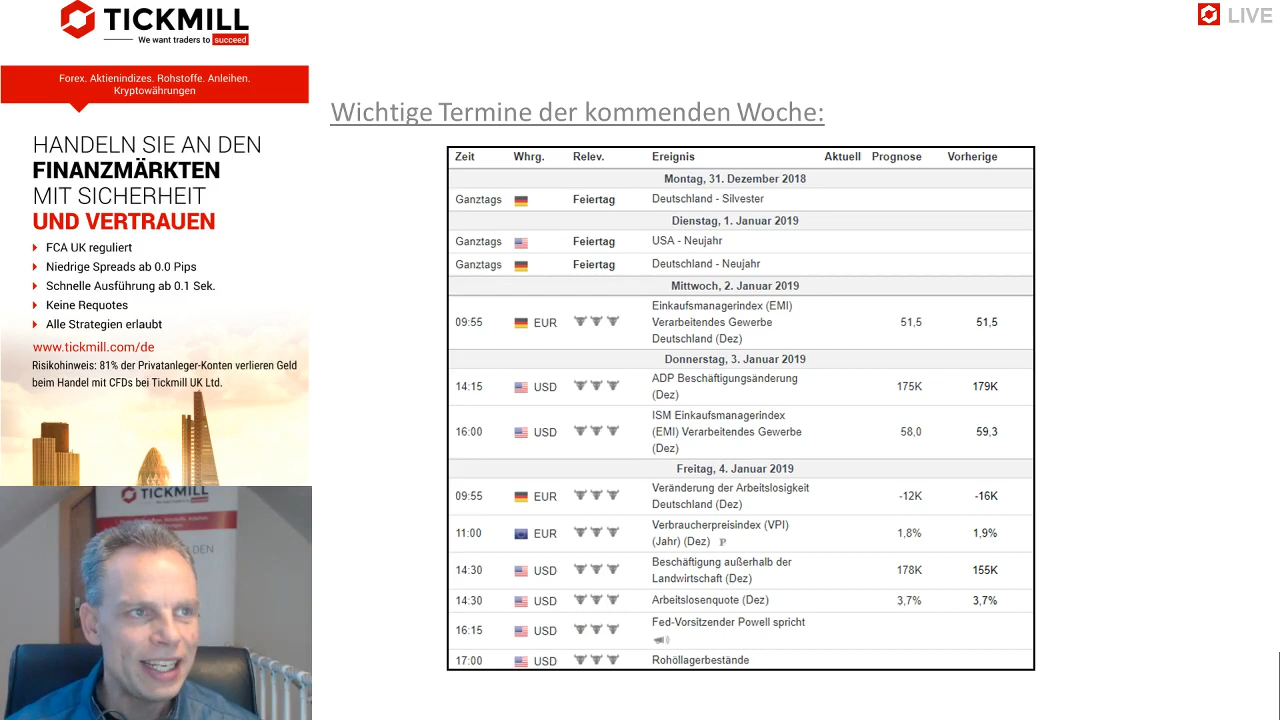 TICKMILL
We want traders to succeed
Forex. Aktienindizes. Rohstoffe. Anleihen.
Kryptowährungen
HANDELN SIE AN DEN
FINANZMÄRKTEN
MIT SICHERHEIT
UND VERTRAUEN
FCA UK reguliert
Niedrige Spreads ab 0.0 Pips
Schnelle Ausführung ab 0.1 Sek.
Keine Requotes
Alle Strategien erlaubt
www.tickmill.com/de
Risikohinweis: 81% der Privatanleger-Konten verlieren Geld
beim Handel mit CFDs bei Tickmill UK Ltd.
TICKMILL
DEN
LIVE
Wichtige Termine der kommenden Woche:
Zeit Whrg. Relev. Ereignis Aktuell Prognose Vorherige
Montag, 31. Dezember 2018
Ganztags Feiertag Deutschland - Silvester
Dienstag, 1. Januar 2019
Ganztags Feiertag USA - Neujahr
Ganztags Feiertag Deutschland - Neujahr
Mittwoch, 2. Januar 2019
Einkaufsmanagerindex (EMI)
09:55 EUR Verarbeitendes Gewerbe 51,5 51,5
Deutschland (Dez)
Donnerstag, 3. Januar 2019
14:15 USD ADP Beschäftigungsänderung 175K 179K
(Dez)
ISM Einkaufsmanagerindex
16:00 USD (EMI) Verarbeitendes Gewerbe 58,0 59,3
(Dez)
Freitag, 4. Januar 2019
09:55 EUR Veränderung der Arbeitslosigkeit -12K -16K
Deutschland (Dez)
11:00 EUR Verbraucherpreisindex (VPI) 1,8% 1,9%
(Jahr) (Dez) P
14:30 USD Beschäftigung außerhalb der 178K 155K
Landwirtschaft (Dez)
14:30 USD Arbeitslosenquote (Dez) 3,7% 3,7%
16:15 USD Fed-Vorsitzender Powell spricht
17:00 USD Rohöllagerbestände